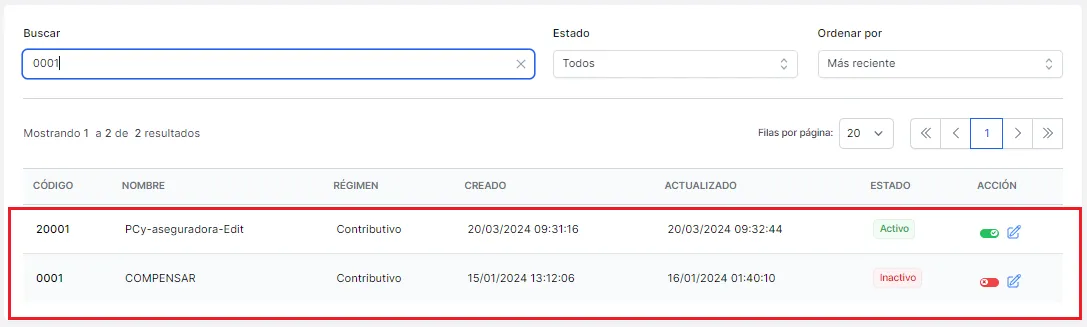 Buscar Estado Ordenar por
0001 Todos Más reciente
Mostrando 1 a 2 de 2 resultados Filas por página: 20 1
CÓDIGO NOMBRE RÉGIMEN CREADO ACTUALIZADO ESTADO ACCIÓN
20001 PCy-aseguradora-Edit Contributivo 20/03/2024 09:31:16 20/03/2024 09:32:44 Activo
0001 COMPENSAR Contributivo 15/01/2024 13:12:06 16/01/2024 01:40:10 Inactivo